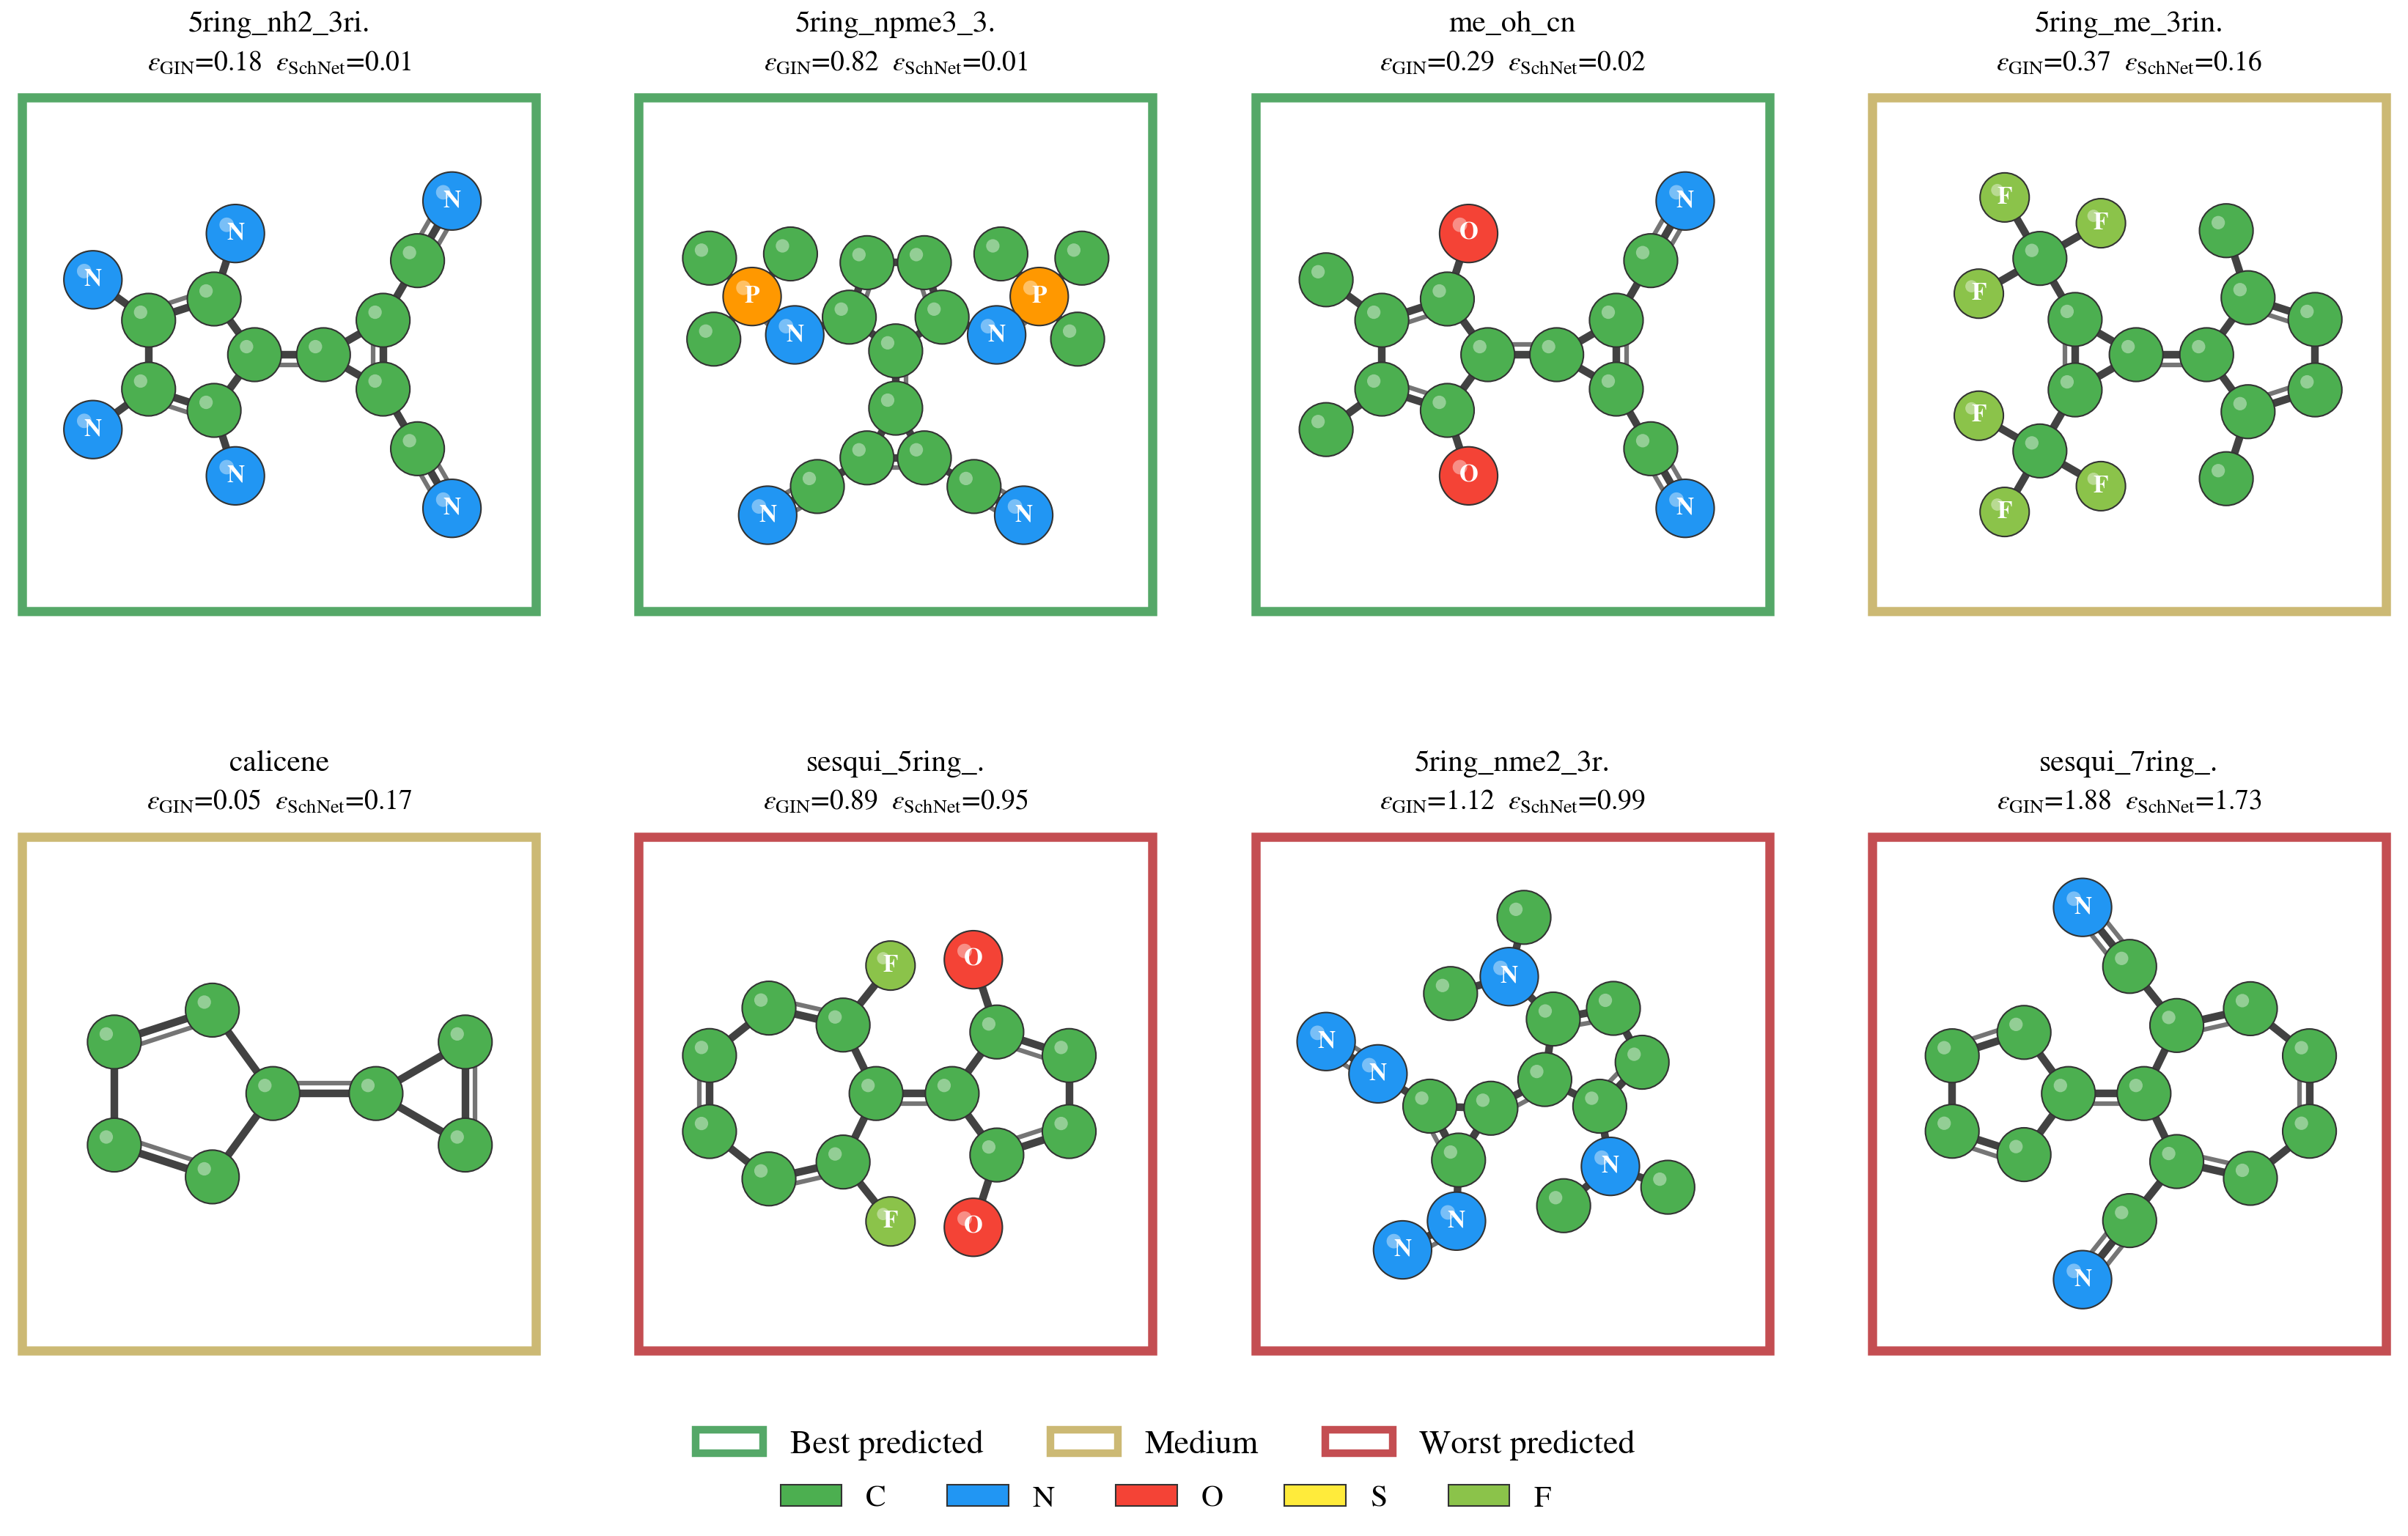 5ring_nh2_3ri.
εGIN=0.18 εSchNet=0.01
5ring_npme3_3.
εGIN=0.82 εSchNet=0.01
me_oh_cn
εGIN=0.29 εSchNet=0.02
5ring_me_3rin.
εGIN=0.37 εSchNet=0.16
N
N
N
N
N
N
P
P
N
N
N
N
O
N
O
N
F
F
F
F
F
F
calicene
εGIN=0.05 εSchNet=0.17
sesqui_5ring_.
εGIN=0.89 εSchNet=0.95
5ring_nme2_3r.
εGIN=1.12 εSchNet=0.99
sesqui_7ring_.
εGIN=1.88 εSchNet=1.73
F
O
F
O
N
N
N
N
N
N
N
N
Best predicted Medium Worst predicted
C N O S F